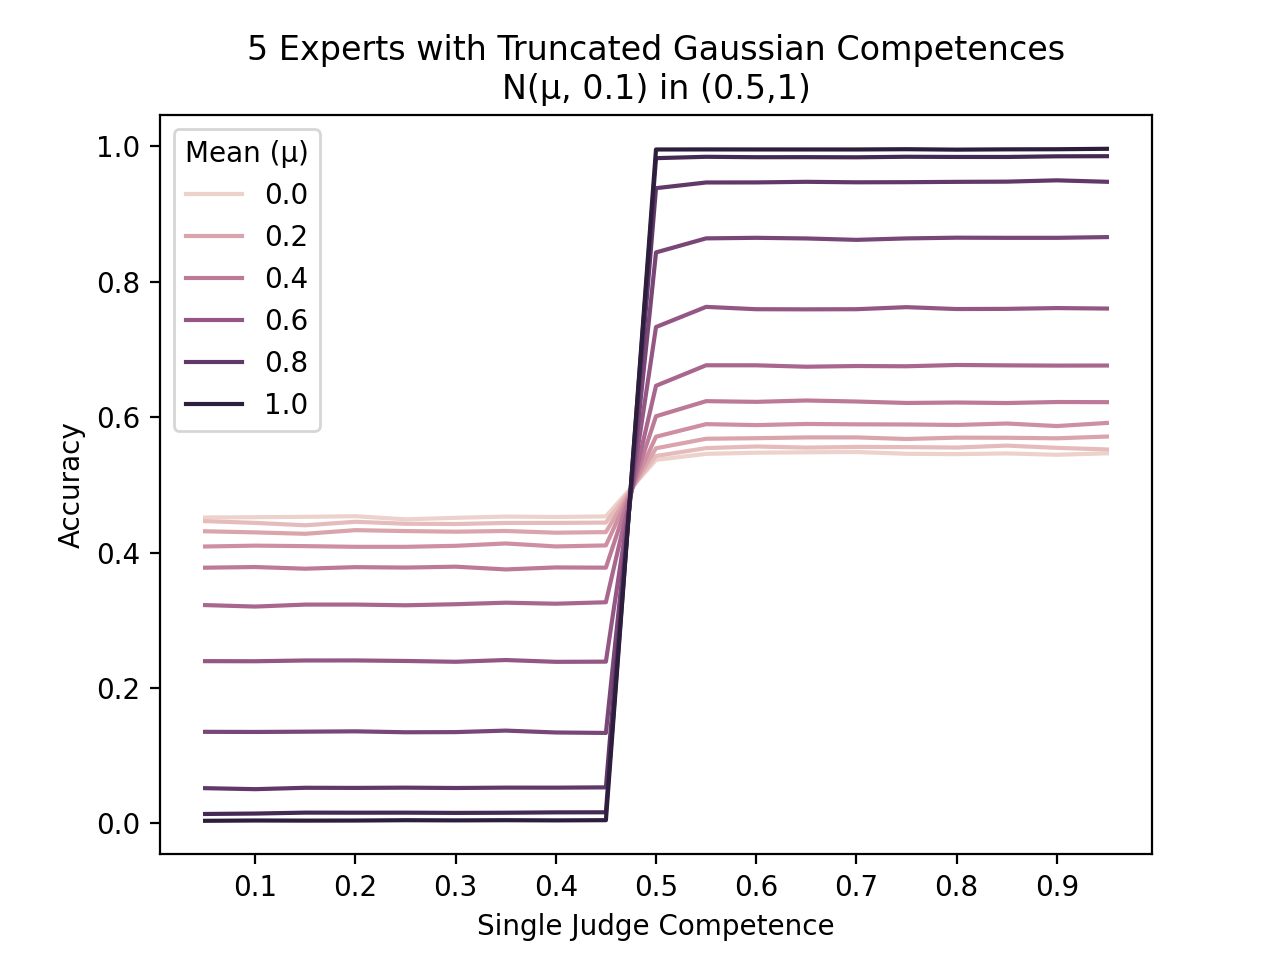 5 Experts with Truncated Gaussian Competences
N(μ, 0.1) in (0.5,1)
Mean (μ)
0.0
0.2
0.4
0.6
0.8
1.0
1.0
0.8
0.6
0.4
0.2
0.0
Accuracy
0.1 0.2 0.3 0.4 0.5 0.6 0.7 0.8 0.9
Single Judge Competence